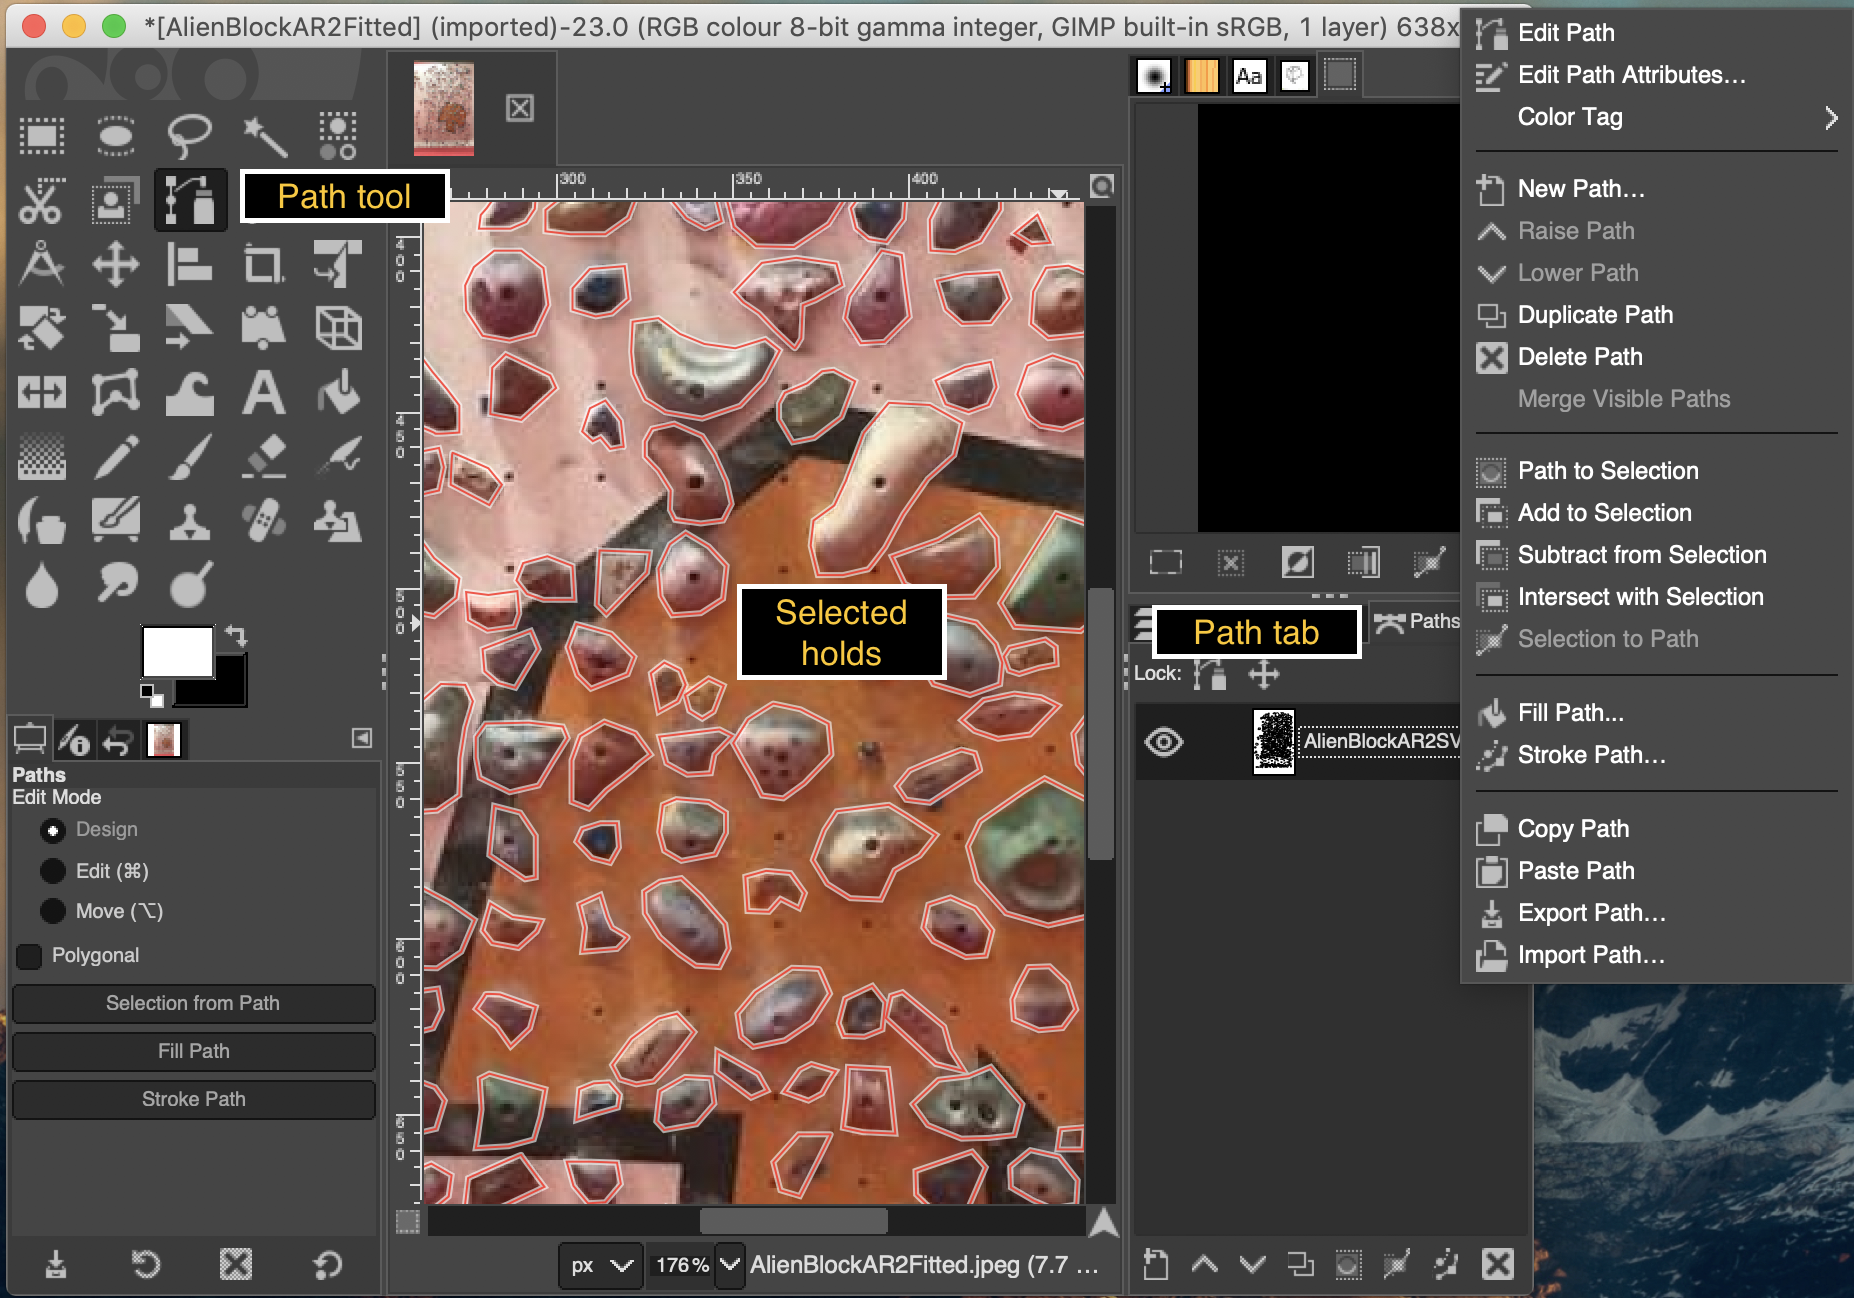 *[AlienBlockAR2Fitted] (imported)-23.0 (RGB colour 8-bit gamma integer, GIMP built-in sRGB, 1 layer) 638x
Path tool
300
350
400
400
450
500
550
600
650
Selected
holds
Aa
Path tab
Paths
Lock:
AlienBlockAR2SV
Paths
Edit Mode
Design
Edit (⌘)
Move (⌥)
Polygonal
Selection from Path
Fill Path
Stroke Path
px
176%
AlienBlockAR2Fitted.jpeg (7.7 ...
Edit Path
Edit Path Attributes...
Color Tag
New Path...
Raise Path
Lower Path
Duplicate Path
Delete Path
Merge Visible Paths
Path to Selection
Add to Selection
Subtract from Selection
Intersect with Selection
Selection to Path
Fill Path...
Stroke Path...
Copy Path
Paste Path
Export Path...
Import Path...